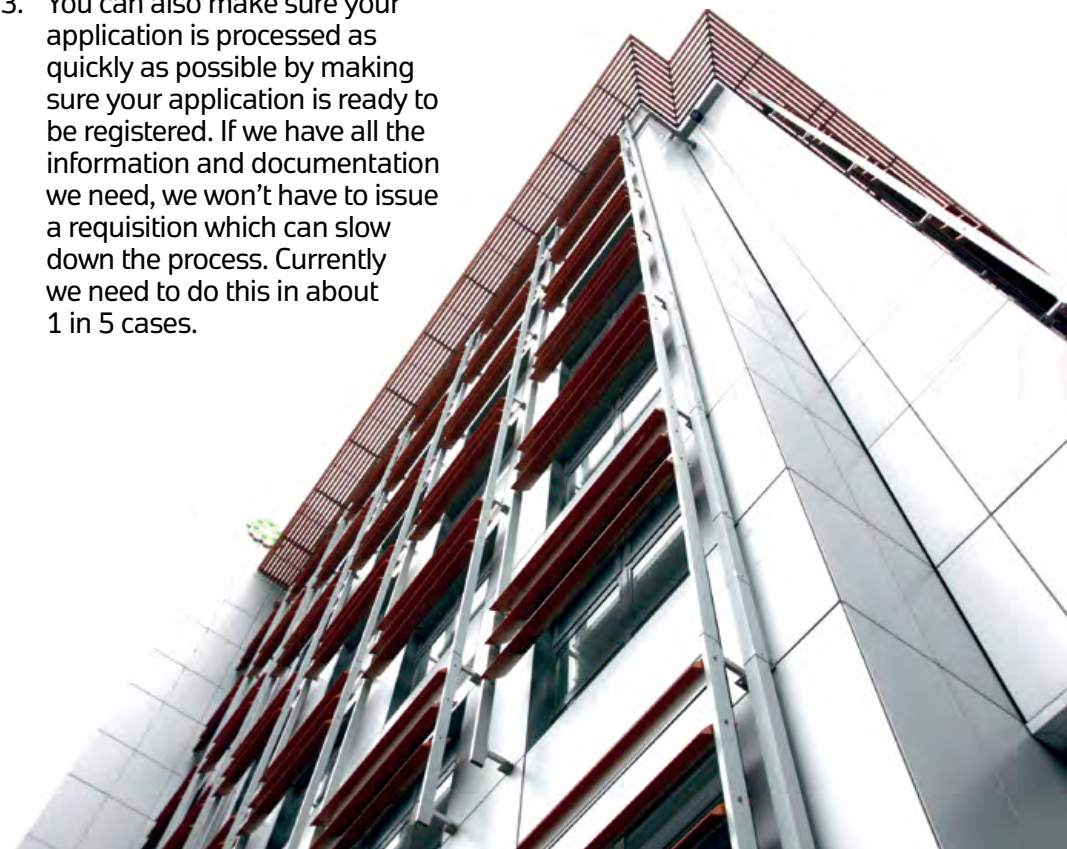 3. You can also make sure your
application is processed as
quickly as possible by making
sure your application is ready to
be registered. If we have all the
information and documentation
we need, we won’t have to issue
a requisition which can slow
down the process. Currently
we need to do this in about
1 in 5 cases.